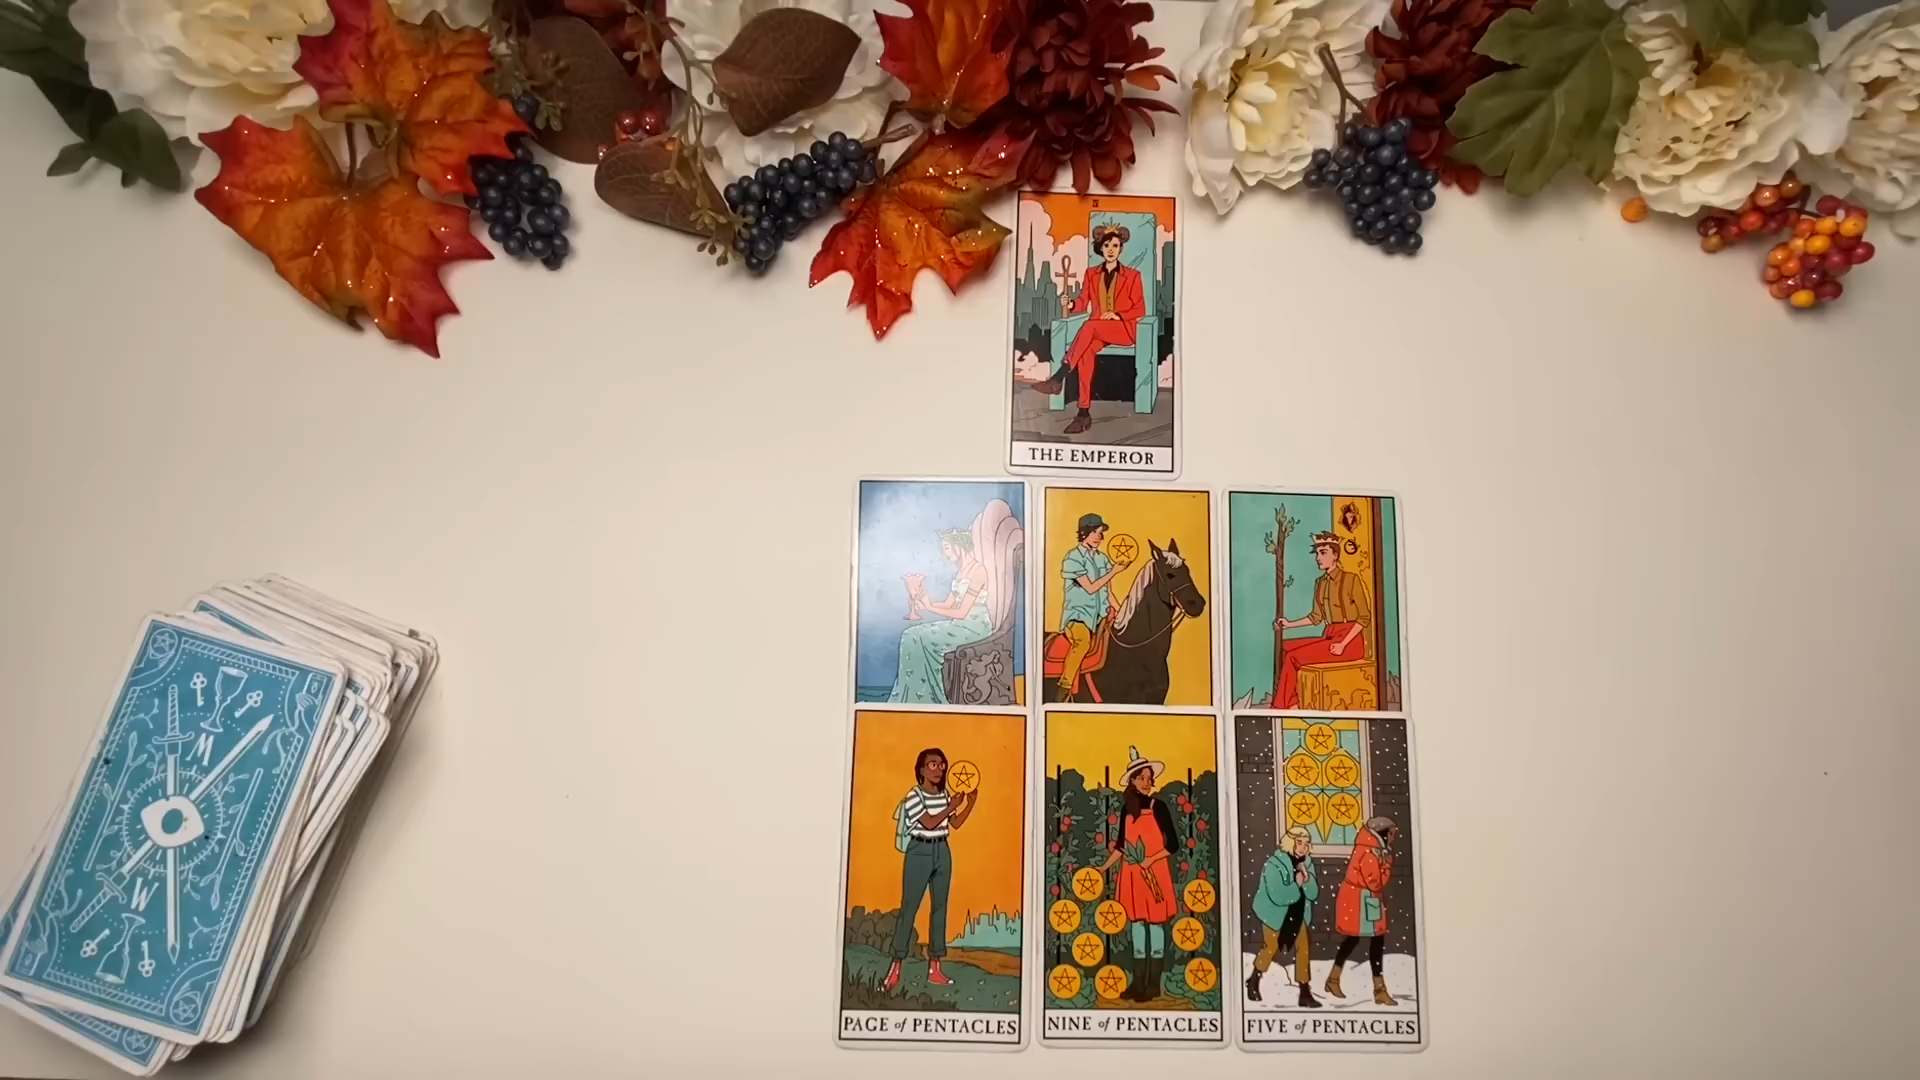 THE EMPEROR
PAGE of PENTACLES
NINE of PENTACLES
FIVE of PENTACLES